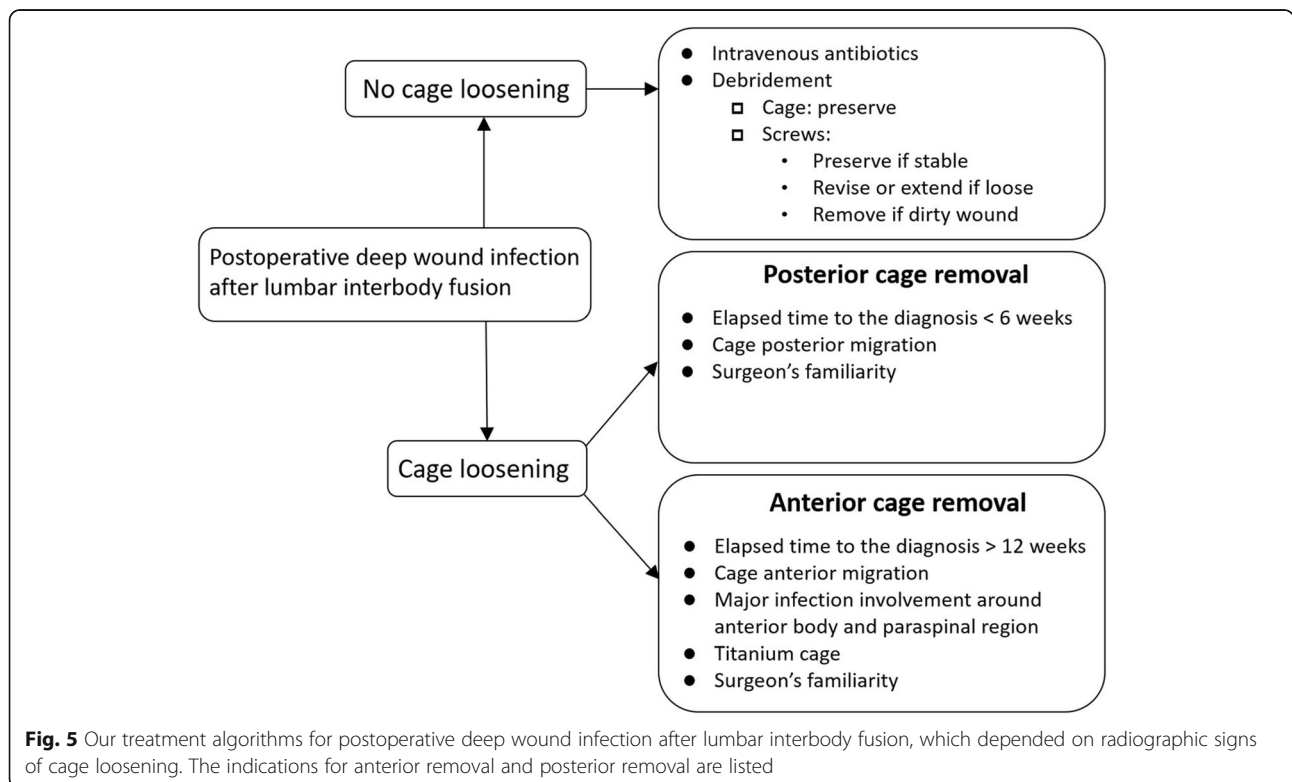 No cage loosening
● Intravenous antibiotics
● Debridement
❑ Cage: preserve
❑ Screws:
• Preserve if stable
• Revise or extend if loose
• Remove if dirty wound
Postoperative deep wound infection
after lumbar interbody fusion
Cage loosening
Posterior cage removal
● Elapsed time to the diagnosis < 6 weeks
● Cage posterior migration
● Surgeon's familiarity
Anterior cage removal
● Elapsed time to the diagnosis > 12 weeks
● Cage anterior migration
● Major infection involvement around
anterior body and paraspinal region
● Titanium cage
● Surgeon's familiarity
Fig. 5 Our treatment algorithms for postoperative deep wound infection after lumbar interbody fusion, which depended on radiographic signs
of cage loosening. The indications for anterior removal and posterior removal are listed